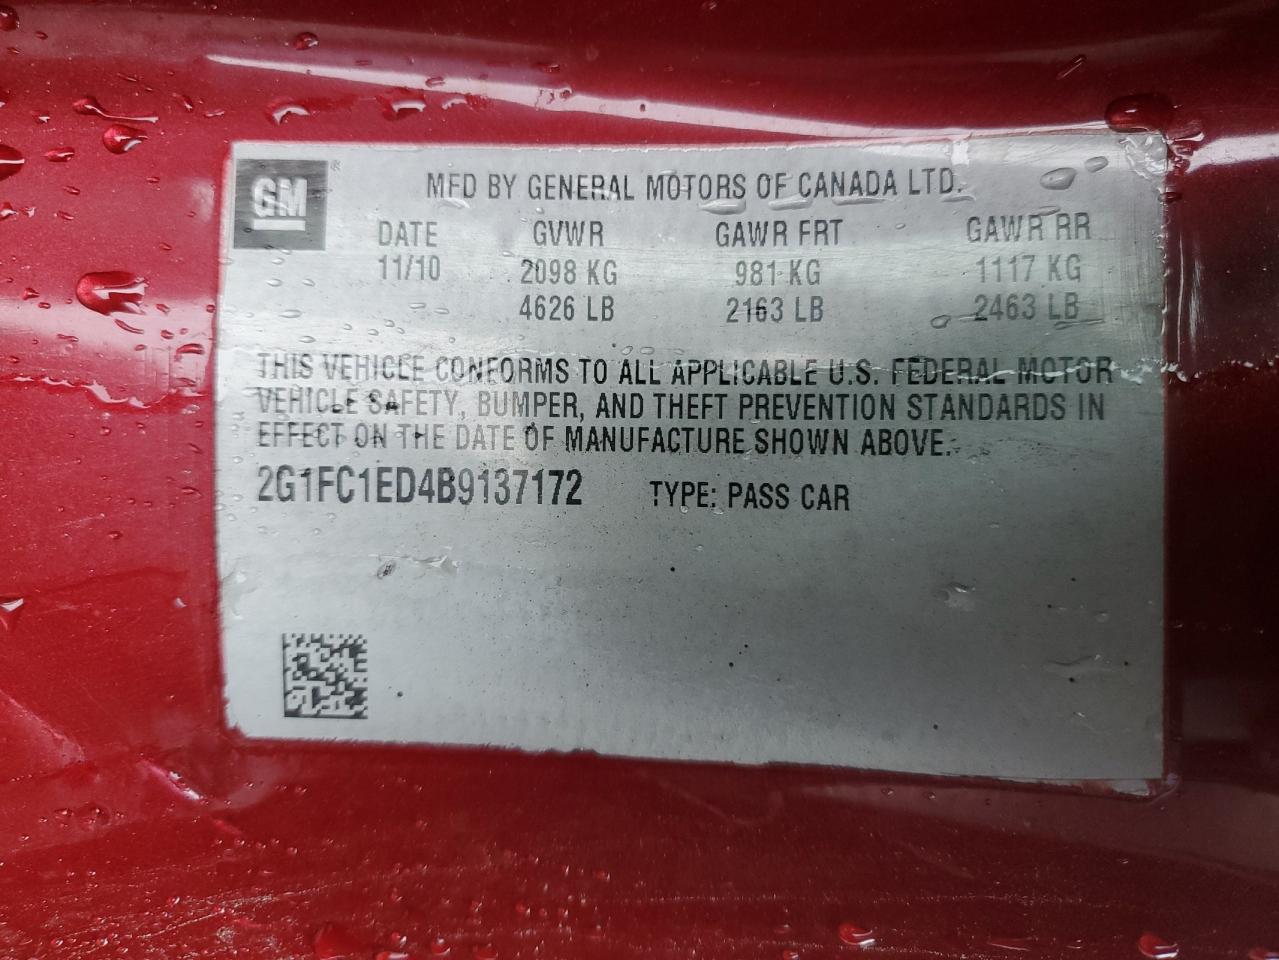 GM®
MFD BY GENERAL MOTORS OF CANADA LTD.
DATE GVWR GAWR FRT GAWR RR
11/10 2098 KG 981 KG 1117 KG
4626 LB 2163 LB 2463 LB
THIS VEHICLE CONFORMS TO ALL APPLICABLE U.S. FEDERAL MOTOR
VEHICLE SAFETY, BUMPER, AND THEFT PREVENTION STANDARDS IN
EFFECT ON THE DATE OF MANUFACTURE SHOWN ABOVE.
2G1FC1ED4B9137172 TYPE: PASS CAR